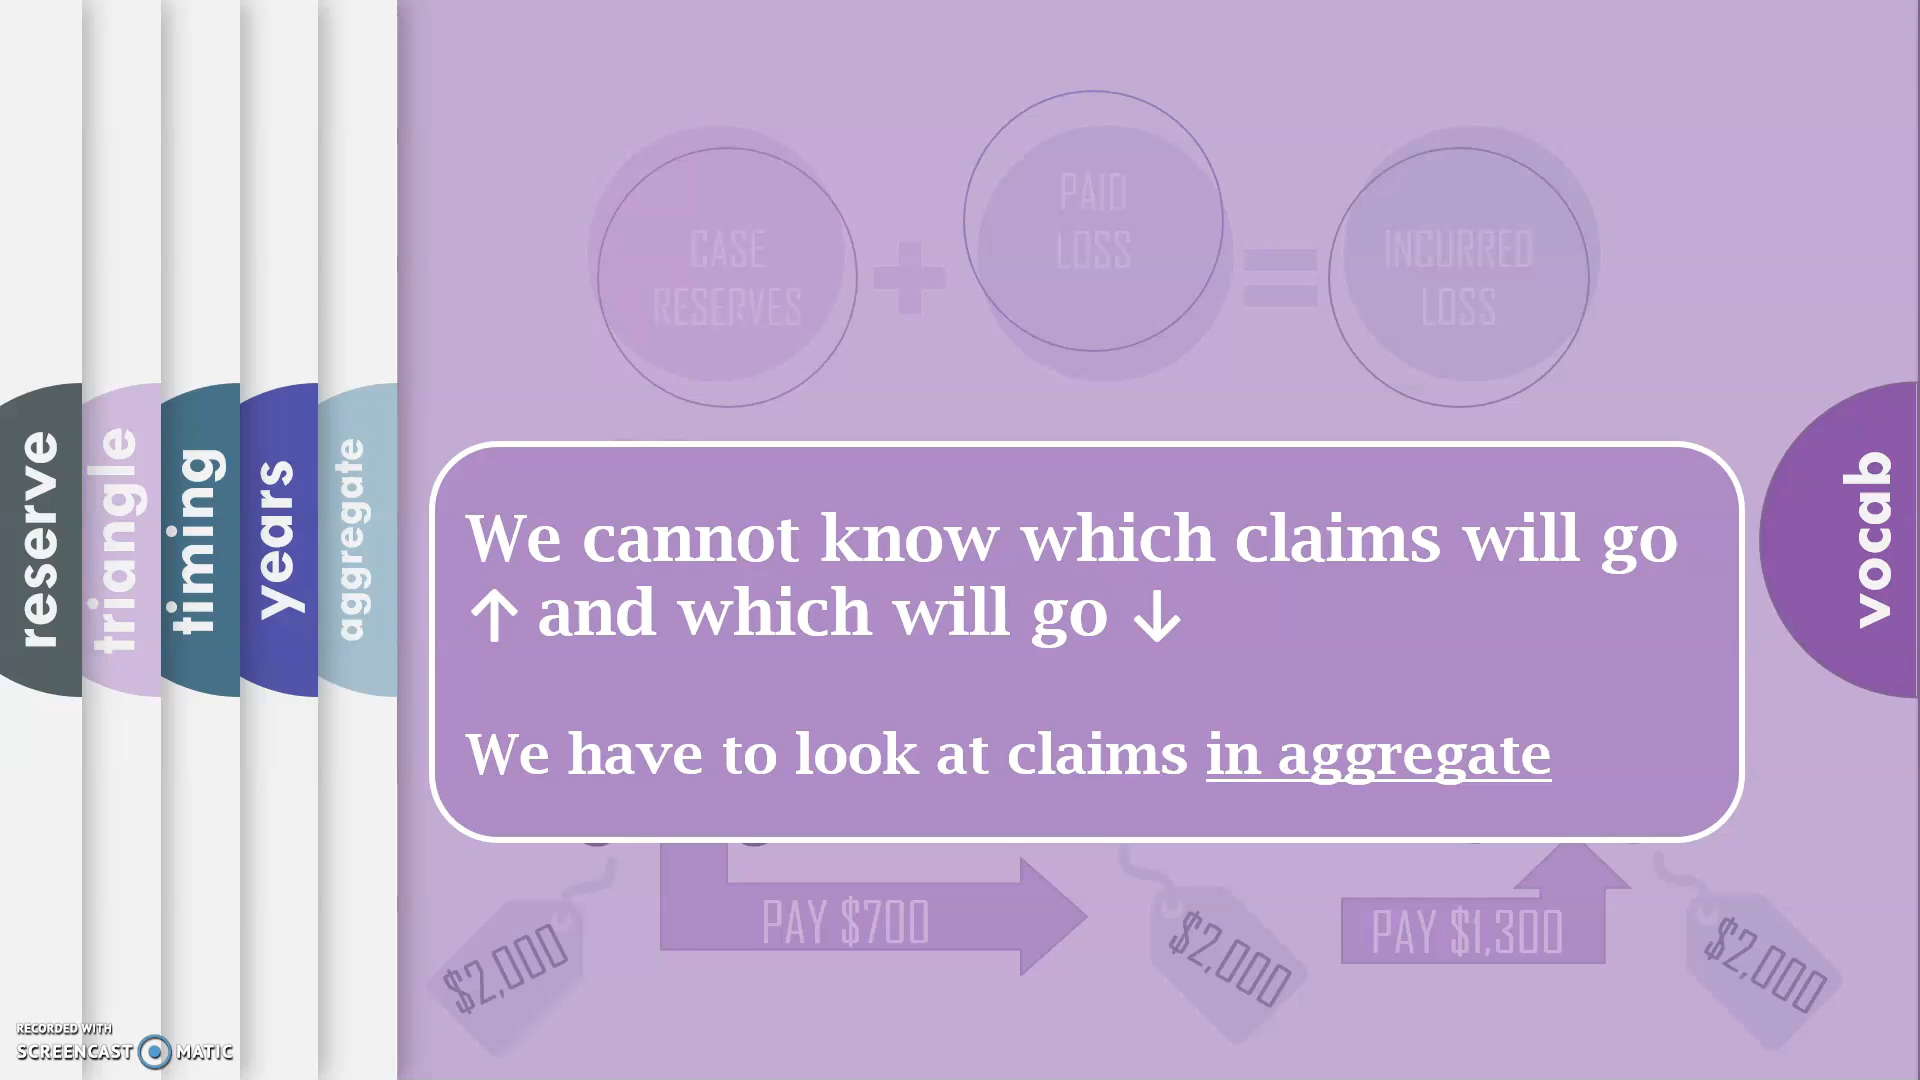 reserve
triangle
timing
years
aggregate
CASE
RESERVES
PAID
LOSS
INCURRED
LOSS
We cannot know which claims will go
↑ and which will go ↓
We have to look at claims in aggregate
vocab
$2,000
PAY $700
$2,000
PAY $1,300
$2,000
RECORDED WITH
SCREENCAST MATIC